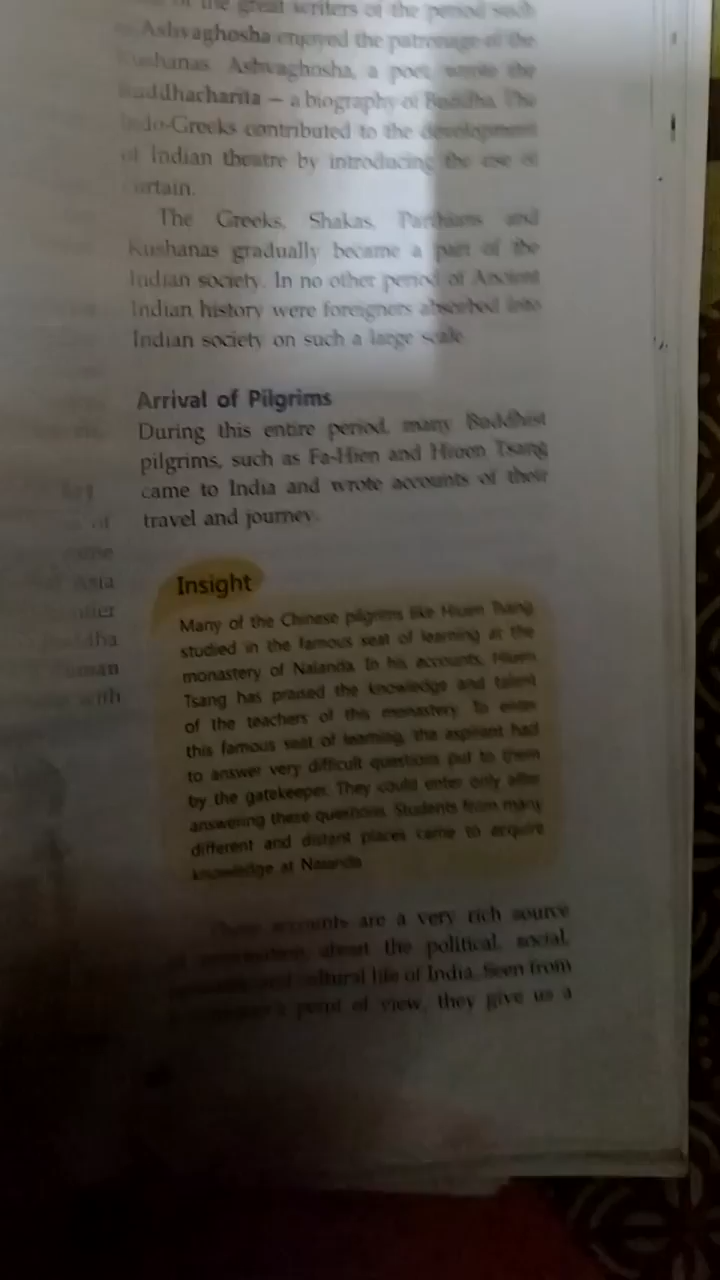 of the great writers of the period such
Ashvaghosha enjoyed the patronage of the
Kushanas. Ashvaghosha, a poet, wrote the
Buddhacharita – a biography of Buddha. The
Indo-Greeks contributed to the development
of Indian theatre by introducing the use of
curtain.
The Greeks, Shakas, Parthians and
Kushanas gradually became a part of the
Indian society. In no other period of Ancient
Indian history were foreigners absorbed into
Indian society on such a large scale.
Arrival of Pilgrims
During this entire period, many Buddhist
pilgrims, such as Fa-Hien and Hiuen Tsang
came to India and wrote accounts of their
travel and journey.
of
Asia
ddha
with
Insight
Many of the Chinese pilgrims like Hiuen Tsang
studied in the famous seat of learning at the
monastery of Nalanda. In his accounts, Hiuen
Tsang has praised the knowledge and talent
of the teachers of this monastery. To enter
this famous seat of learning, the aspirant had
to answer very difficult questions put to them
by the gatekeeper. They could enter only after
answering these questions. Students from many
different and distant places came to acquire
knowledge at Nalanda.
These accounts are a very rich source
of information about the political, social,
cultural life of India. Seen from
point of view, they give us a